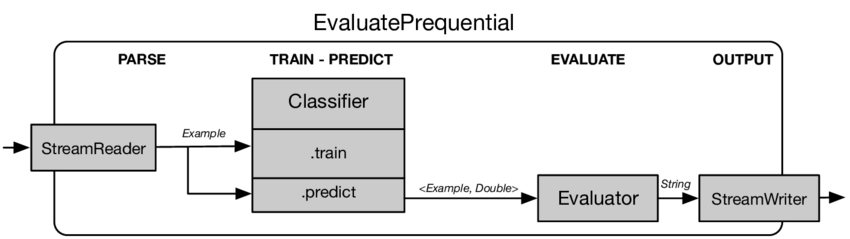 EvaluatePrequential
PARSE
TRAIN - PREDICT
EVALUATE
OUTPUT
StreamReader
Example
Classifier
.train
.predict
<Example, Double>
Evaluator
String
StreamWriter